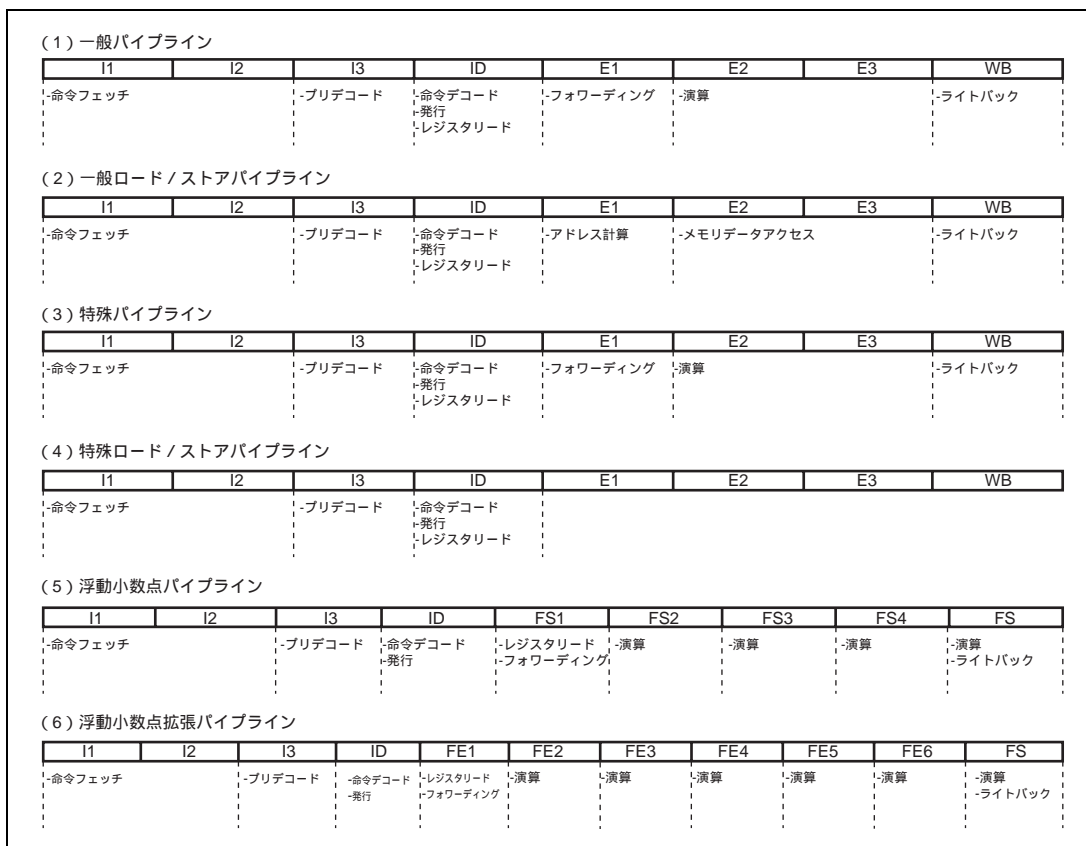 (1)一般パイプライン
I1 I2 I3 ID E1 E2 E3 WB
-命令フェッチ -プリデコード -命令デコード -フォワーディング -演算 -ライトバック
-発行
-レジスタリード
(2)一般ロード/ストアパイプライン
I1 I2 I3 ID E1 E2 E3 WB
-命令フェッチ -プリデコード -命令デコード -アドレス計算 -メモリデータアクセス -ライトバック
-発行
-レジスタリード
(3)特殊パイプライン
I1 I2 I3 ID E1 E2 E3 WB
-命令フェッチ -プリデコード -命令デコード -フォワーディング -演算 -ライトバック
-発行
-レジスタリード
(4)特殊ロード/ストアパイプライン
I1 I2 I3 ID E1 E2 E3 WB
-命令フェッチ -プリデコード -命令デコード
-発行
-レジスタリード
(5)浮動小数点パイプライン
I1 I2 I3 ID FS1 FS2 FS3 FS4 FS
-命令フェッチ -プリデコード -命令デコード -レジスタリード -演算 -演算 -演算 -演算
-発行 -フォワーディング -ライトバック
(6)浮動小数点拡張パイプライン
I1 I2 I3 ID FE1 FE2 FE3 FE4 FE5 FE6 FS
-命令フェッチ -プリデコード -命令デコード -レジスタリード -演算 -演算 -演算 -演算 -演算 -演算
-発行 -フォワーディング -ライトバック